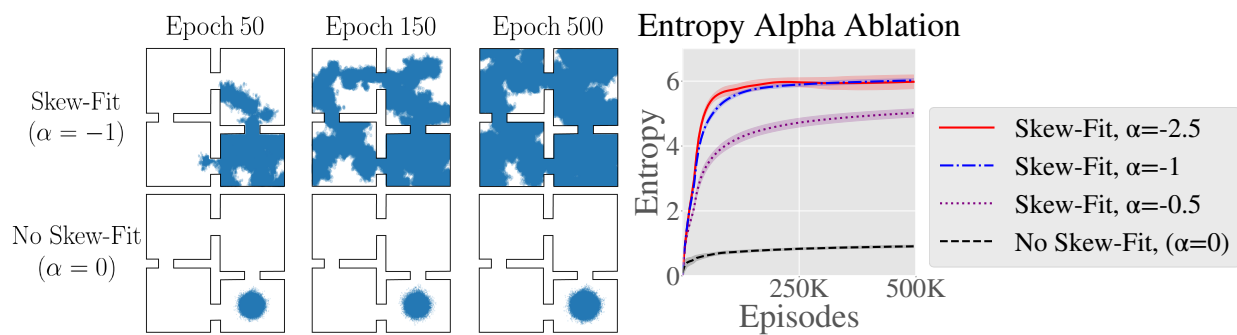 Epoch 50 Epoch 150 Epoch 500
Skew-Fit
(α = −1)
No Skew-Fit
(α = 0)
Entropy Alpha Ablation
Entropy
6
4
2
0
250K 500K
Episodes
Skew-Fit, α=-2.5
Skew-Fit, α=-1
Skew-Fit, α=-0.5
No Skew-Fit, (α=0)